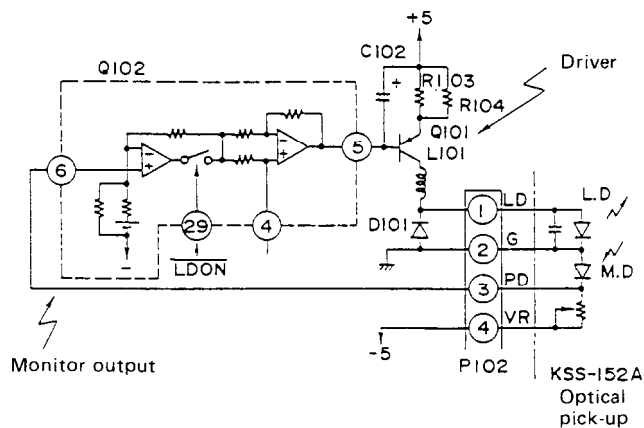 +5
C102
+
Q102
R103
R104
Driver
Q101
L101
-
+
-
+
5
6
29
4
LDON
-
D101
1
LD
L.D
2
G
M.D
3
PD
4
VR
-5
P102
Monitor output
KSS-152A
Optical
pick-up